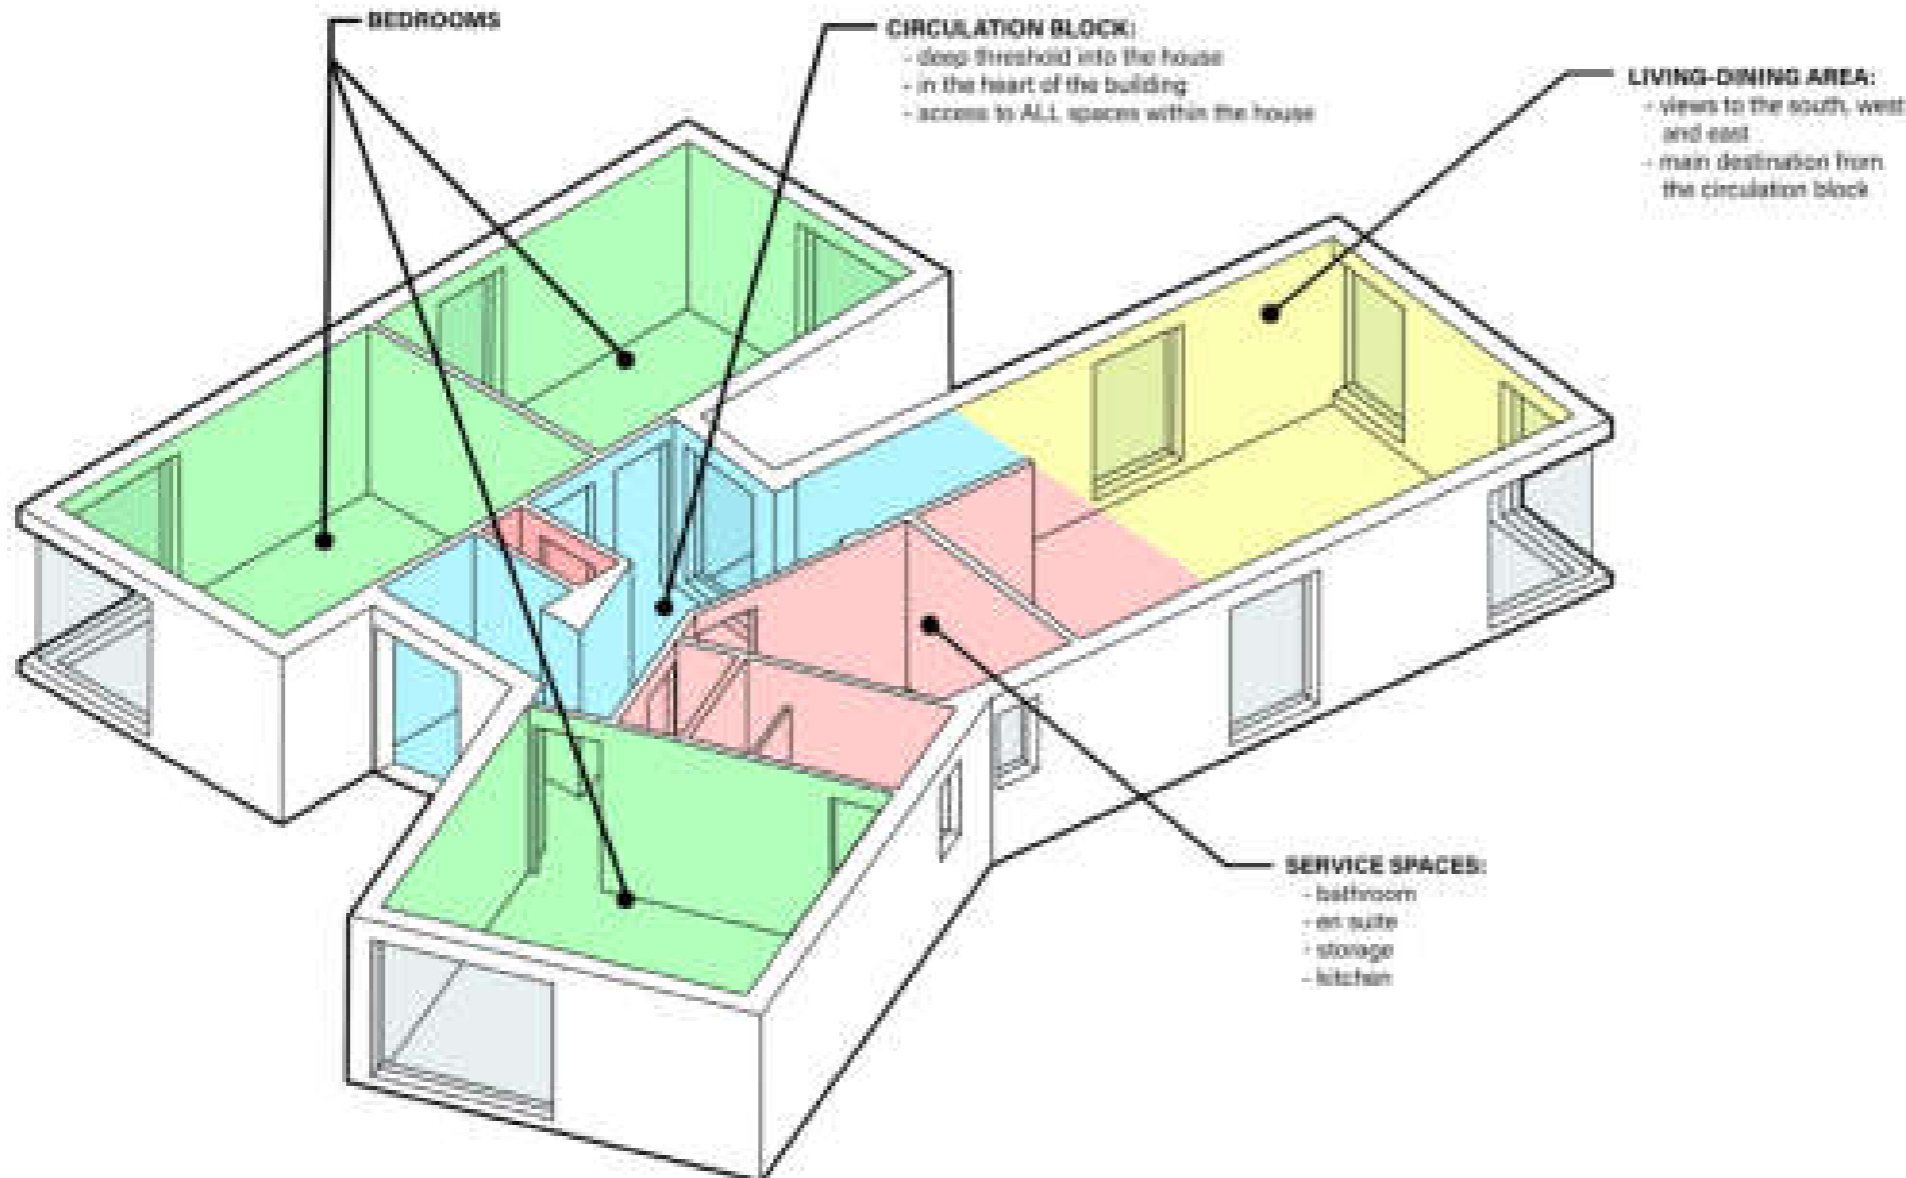 BEDROOMS
CIRCULATION BLOCK:
- deep threshold into the house
- in the heart of the building
- access to ALL spaces within the house
LIVING-DINING AREA:
- views to the south, west
and east
- main destination from
the circulation block
SERVICE SPACES:
- bathroom
- en suite
- storage
- kitchen